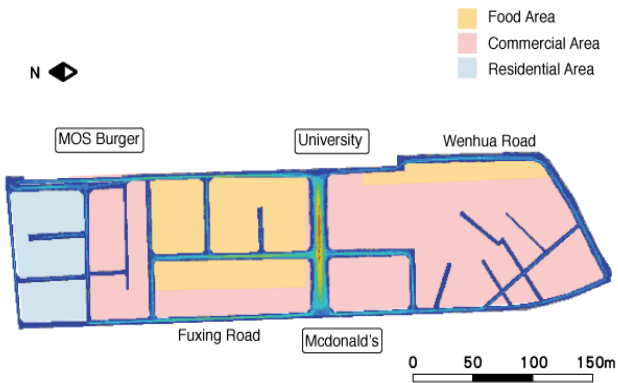 Food Area
Commercial Area
Residential Area
N
MOS Burger
University
Wenhua Road
Fuxing Road
Mcdonald's
0 50 100 150m